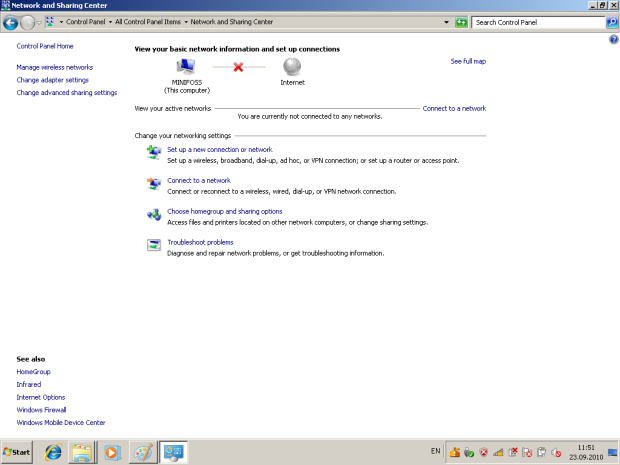 Network and Sharing Center
Control Panel All Control Panel Items Network and Sharing Center
Search Control Panel
Control Panel Home
Manage wireless networks
Change adapter settings
Change advanced sharing settings
View your basic network information and set up connections
See full map
MINIFOSS
(This computer)
Internet
View your active networks
Connect to a network
You are currently not connected to any networks.
Change your networking settings
Set up a new connection or network
Set up a wireless, broadband, dial-up, ad hoc, or VPN connection; or set up a router or access point.
Connect to a network
Connect or reconnect to a wireless, wired, dial-up, or VPN network connection.
Choose homegroup and sharing options
Access files and printers located on other network computers, or change sharing settings.
Troubleshoot problems
Diagnose and repair network problems, or get troubleshooting information.
See also
HomeGroup
Infrared
Internet Options
Windows Firewall
Windows Mobile Device Center
Start
EN
11:51
23.09.2010